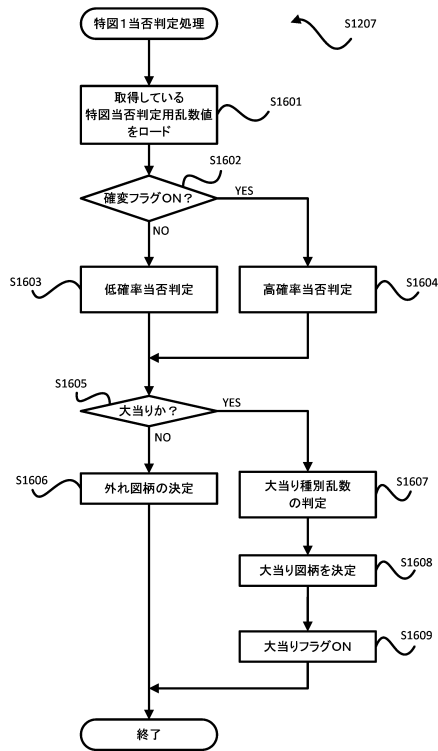 特図1当否判定処理
S1207
取得している
特図当否判定用乱数値
をロード
S1601
S1602
確変フラグON?
YES
NO
S1603
低確率当否判定
高確率当否判定
S1604
S1605
大当りか?
YES
NO
S1606
外れ図柄の決定
大当り種別乱数
の判定
S1607
大当り図柄を決定
S1608
大当りフラグON
S1609
終了